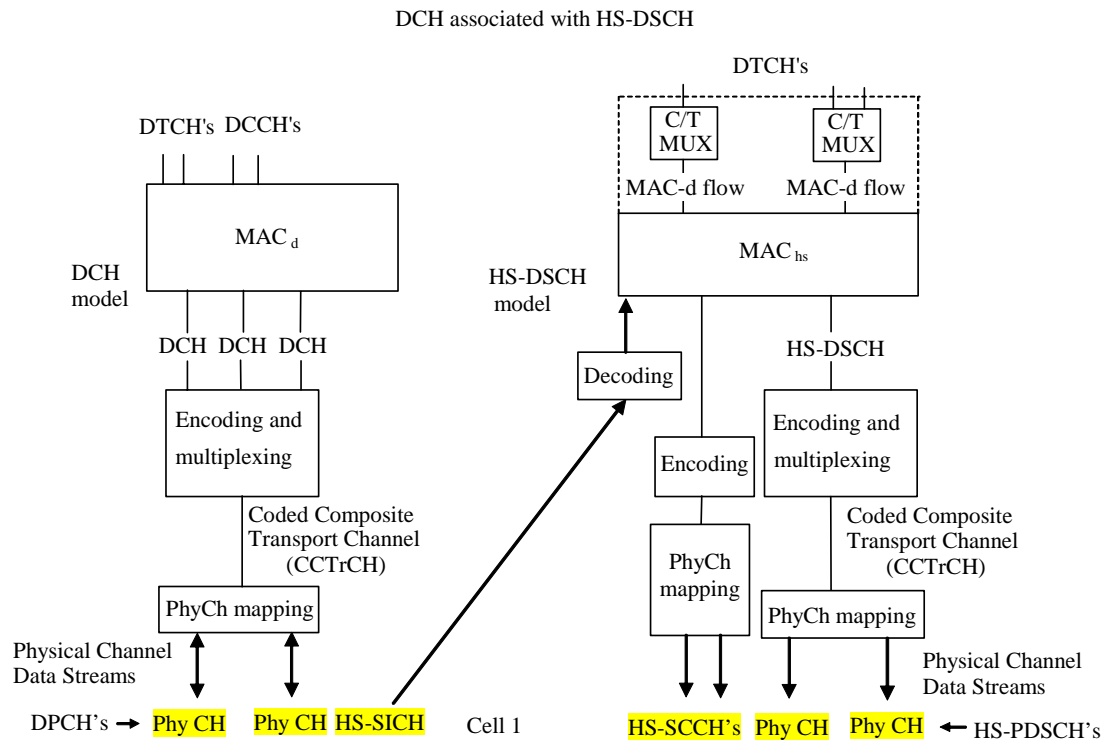 DCH associated with HS-DSCH
DTCH's
DCCH's
MAC d
DCH
model
DCH
DCH
DCH
Encoding and
multiplexing
Coded Composite
Transport Channel
(CCTrCH)
PhyCh mapping
Physical Channel
Data Streams
DPCH's
Phy CH
Phy CH
HS-SICH
Cell 1
DTCH's
C/T
MUX
C/T
MUX
MAC-d flow
MAC-d flow
MAC hs
HS-DSCH
model
Decoding
HS-DSCH
Encoding
Encoding and
multiplexing
PhyCh
mapping
Coded Composite
Transport Channel
(CCTrCH)
PhyCh mapping
Physical Channel
Data Streams
HS-SCCH's
Phy CH
Phy CH
HS-PDSCH's